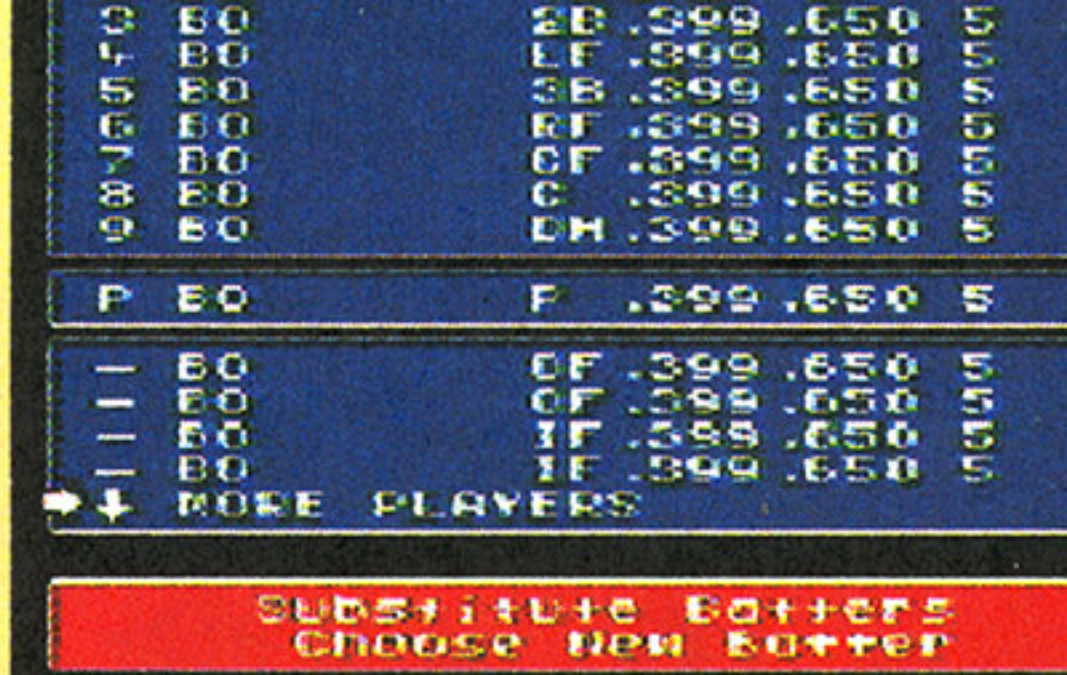 3 BO 2B .399 .650 5
4 BO LF .399 .650 5
5 BO 3B .399 .650 5
6 BO RF .399 .650 5
7 BO CF .399 .650 5
8 BO C .399 .650 5
9 BO DH .399 .650 5
P BO P .399 .650 5
— BO OF .399 .650 5
— BO OF .399 .650 5
— BO IF .399 .650 5
— BO IF .399 .650 5
➡ ↓ MORE PLAYERS
Substitute Batters
Choose New Batter